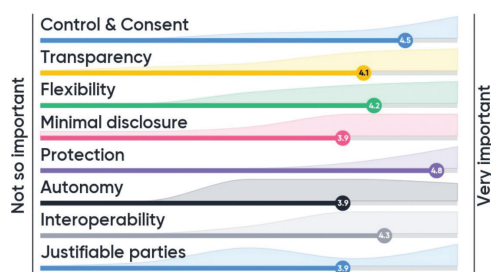 Control & Consent
4.5
Transparency
4.1
Flexibility
4.2
Minimal disclosure
3.9
Protection
4.8
Autonomy
3.9
Interoperability
4.3
Justifiable parties
3.9
Not so important
Very important